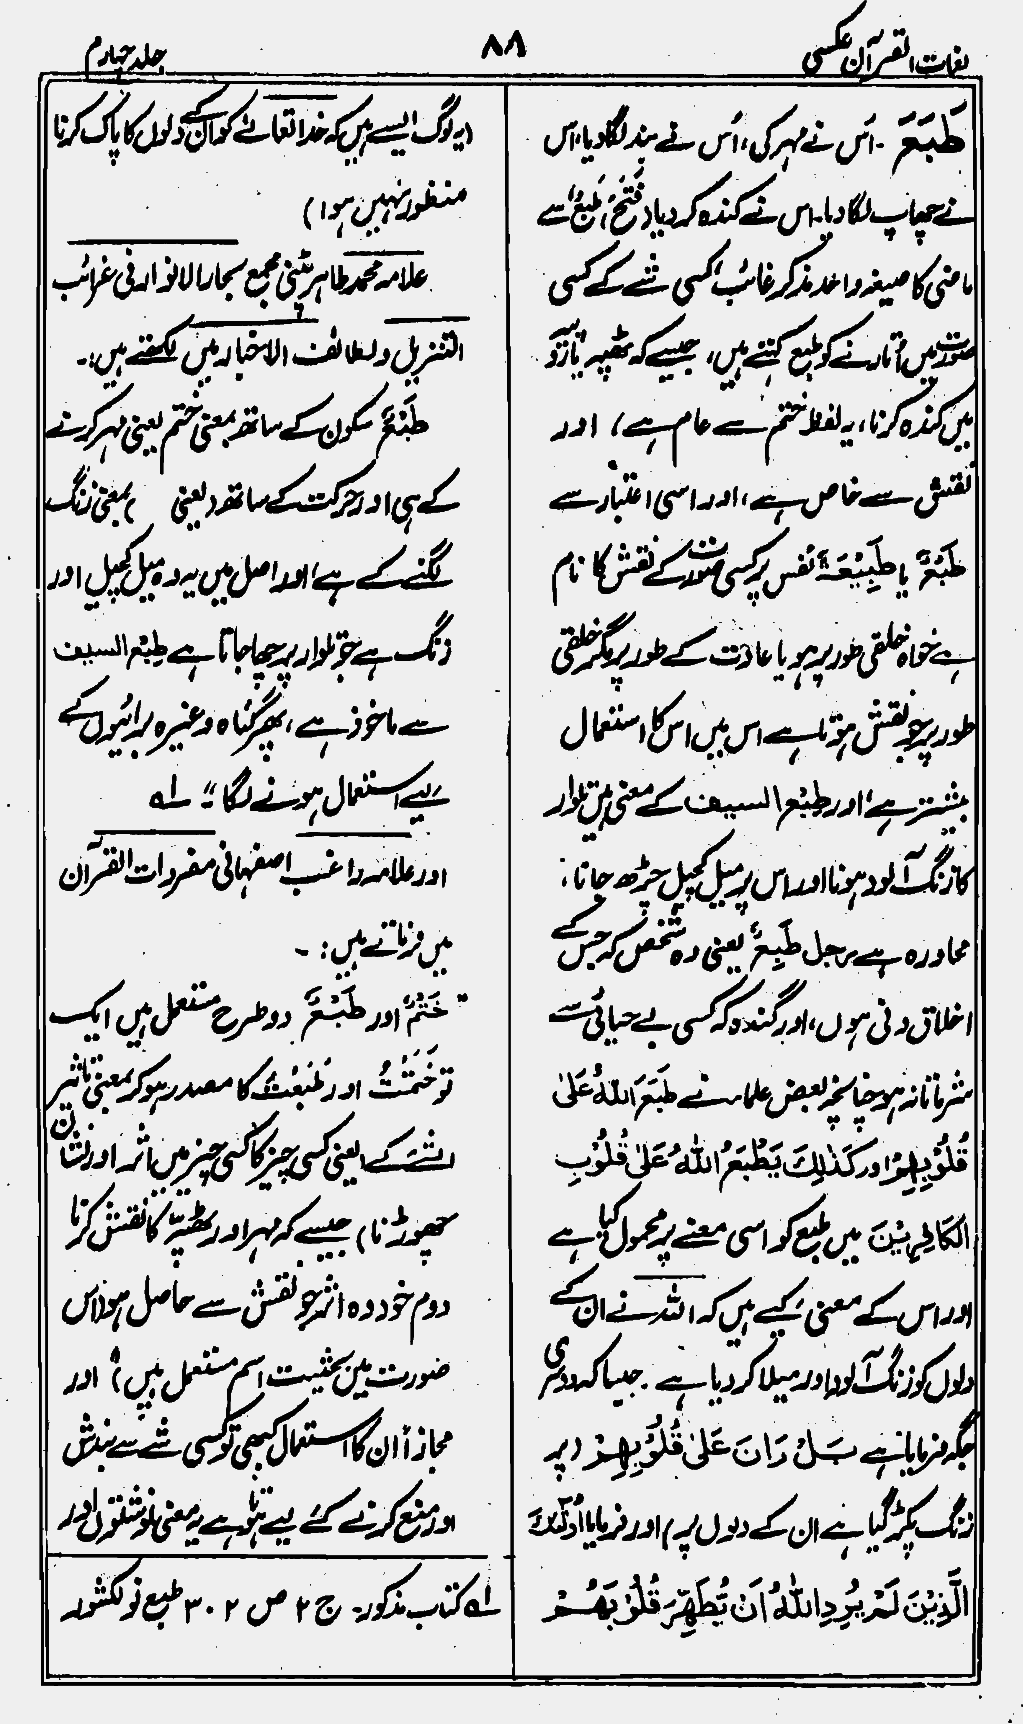 لغات القرآن عکسی
۸۸
جلد چہارم
طَبَعَ ۔ اس نے مہر کی، اُس نے بند لگا دیا، اس
نے چھاپ لگا دیا۔ اس نے کندہ کر دیا (فَتَحَ) طَبْعٌ سے
ماضی کا صیغہ واحد مذکر غائب، کسی شے کے کسی
صورت میں اُتارنے کو طبع کہتے ہیں، جیسے کہ ٹھپہ یا زرّیہ
میں کندہ کرنا، یہ لفظ ختم سے عام ہے، اور
نقش سے خاص ہے، اور اسی اعتبار سے
طَبْعٌ یا طَبِیْعَۃٌ نفس پر کسی صورت کے نقش کا نام
ہے خواہ خلقی طور پر ہو یا عادت کے طور پر مگر خلقی
طور پر جو نقش ہوتا ہے اس میں اس کا استعمال
بیشتر ہے، اور طِبْعُ السیف کے معنی ہیں تلوار
کا زنگ آلود ہونا اور اس پر میل کچیل چڑھ جانا،
محاورہ ہے رجل طَبِعٌ یعنی وہ شخص کہ جس کے
اخلاق دنی ہوں، اور گندہ کہ کسی بے حیائی سے
شرماتا نہ ہو چنانچہ بعض علماء نے طَبَعَ اللّٰهُ عَلٰی
قُلُوْبِهِمْ اور کَذٰلِكَ یَطْبَعُ اللّٰهُ عَلٰی قُلُوْبِ
الْکَافِرِیْنَ میں طبع کو اسی معنے پر محمول کیا ہے
اور اس کے معنی کیے ہیں کہ اللہ نے ان کے
دلوں کو زنگ آلود اور میلا کر دیا ہے۔ جیسا کہ دوسری
جگہ فرمایا ہے بَلْ رَانَ عَلٰی قُلُوْبِهِمْ (پر
زنگ پکڑ گیا ہے ان کے دلوں پر) اور فرمایا اُولٰٓئِكَ
الَّذِیْنَ لَمْ یُرِدِ اللّٰهُ اَنْ یُّطَهِّرَ قُلُوْبَهُمْ
(یہ لوگ ایسے ہیں کہ خدا تعالیٰ کو ان کے دلوں کا پاک کرنا
منظور نہیں ہوا)
علامہ محمد طاہر پٹنی مجمع بحار الانوار فی غرائب
التنزیل و لطائف الاخبار میں لکھتے ہیں:۔
طَبْعٌ سکون کے ساتھ بمعنی ختم یعنی مہر کرنے
کے ہی اور حرکت کے ساتھ (یعنی ) بمعنی زنگ
لگنے کے ہے، اور اصل میں یہ وہ میل کچیل اور
زنگ ہے جو تلوار پر چھا جاتا ہے طِبْعُ السیف
سے ماخوذ ہے، پھر گناہ وغیرہ برائیوں کے
لیے استعمال ہونے لگا" لہ
اور علامہ راغب اصفہانی مفردات القرآن
میں فرماتے ہیں:۔
"خَتْمٌ اور طَبْعٌ دو طرح مستعمل ہیں ایک
تو خَتَمْتُ اور طَبَعْتُ کا مصدر ہو کر بمعنی تاثیر
الشئے کے (یعنی کسی چیز کا کسی چیز میں اثر اور نشان
چھوڑنا) جیسے کہ مہر اور ٹھپہ کا نقش کرنا
دوم خود وہ اثر جو نقش سے حاصل ہو (اس
صورت میں بحیثیت اسم مستعمل ہیں) اور
مجازاً ان کا استعمال کبھی تو کسی شے سے بندش
اور منع کرنے کے لیے ہوتا ہے یہ معنی نوشتوں اور
لہ کتاب مذکور۔ ج ۲ ص ۳۰۲ طبع نولکشور